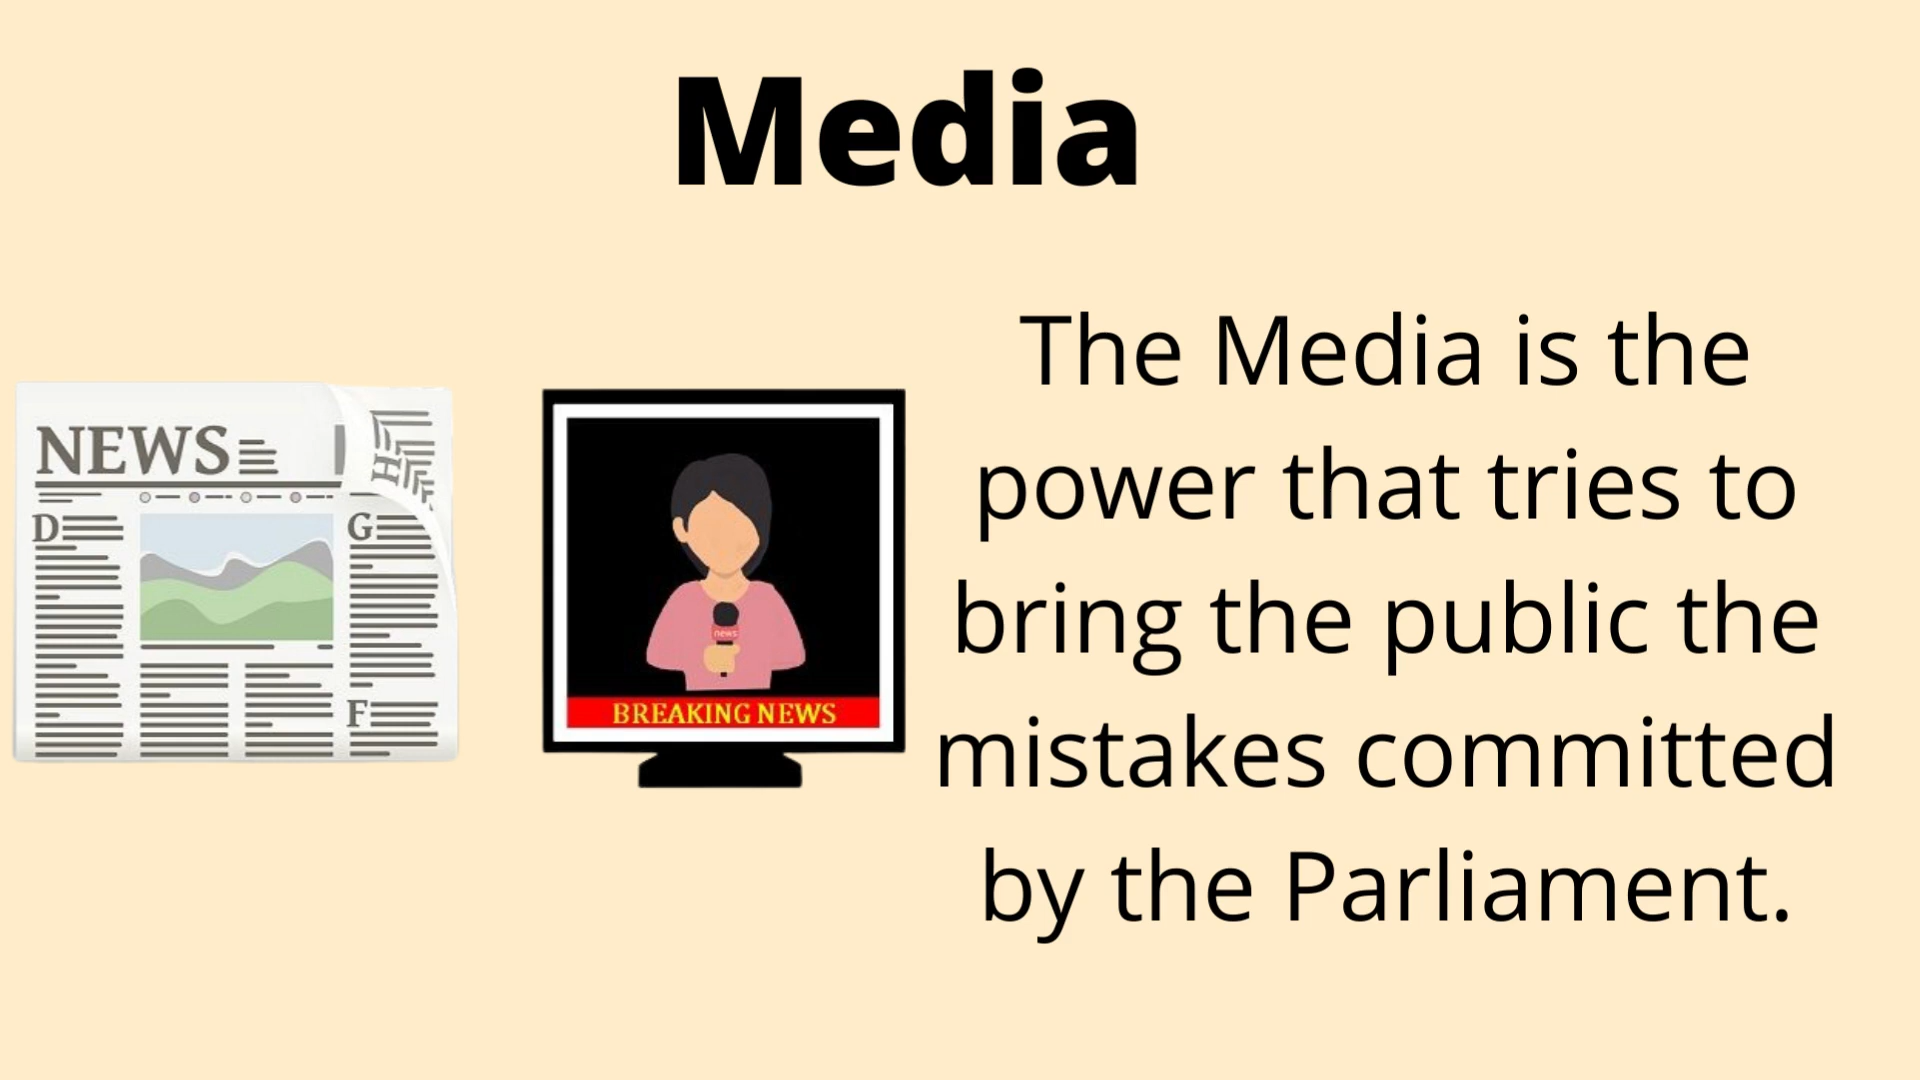 Media
The Media is the
power that tries to
bring the public the
mistakes committed
by the Parliament.
NEWS
H
D
G
F
news
BREAKING NEWS